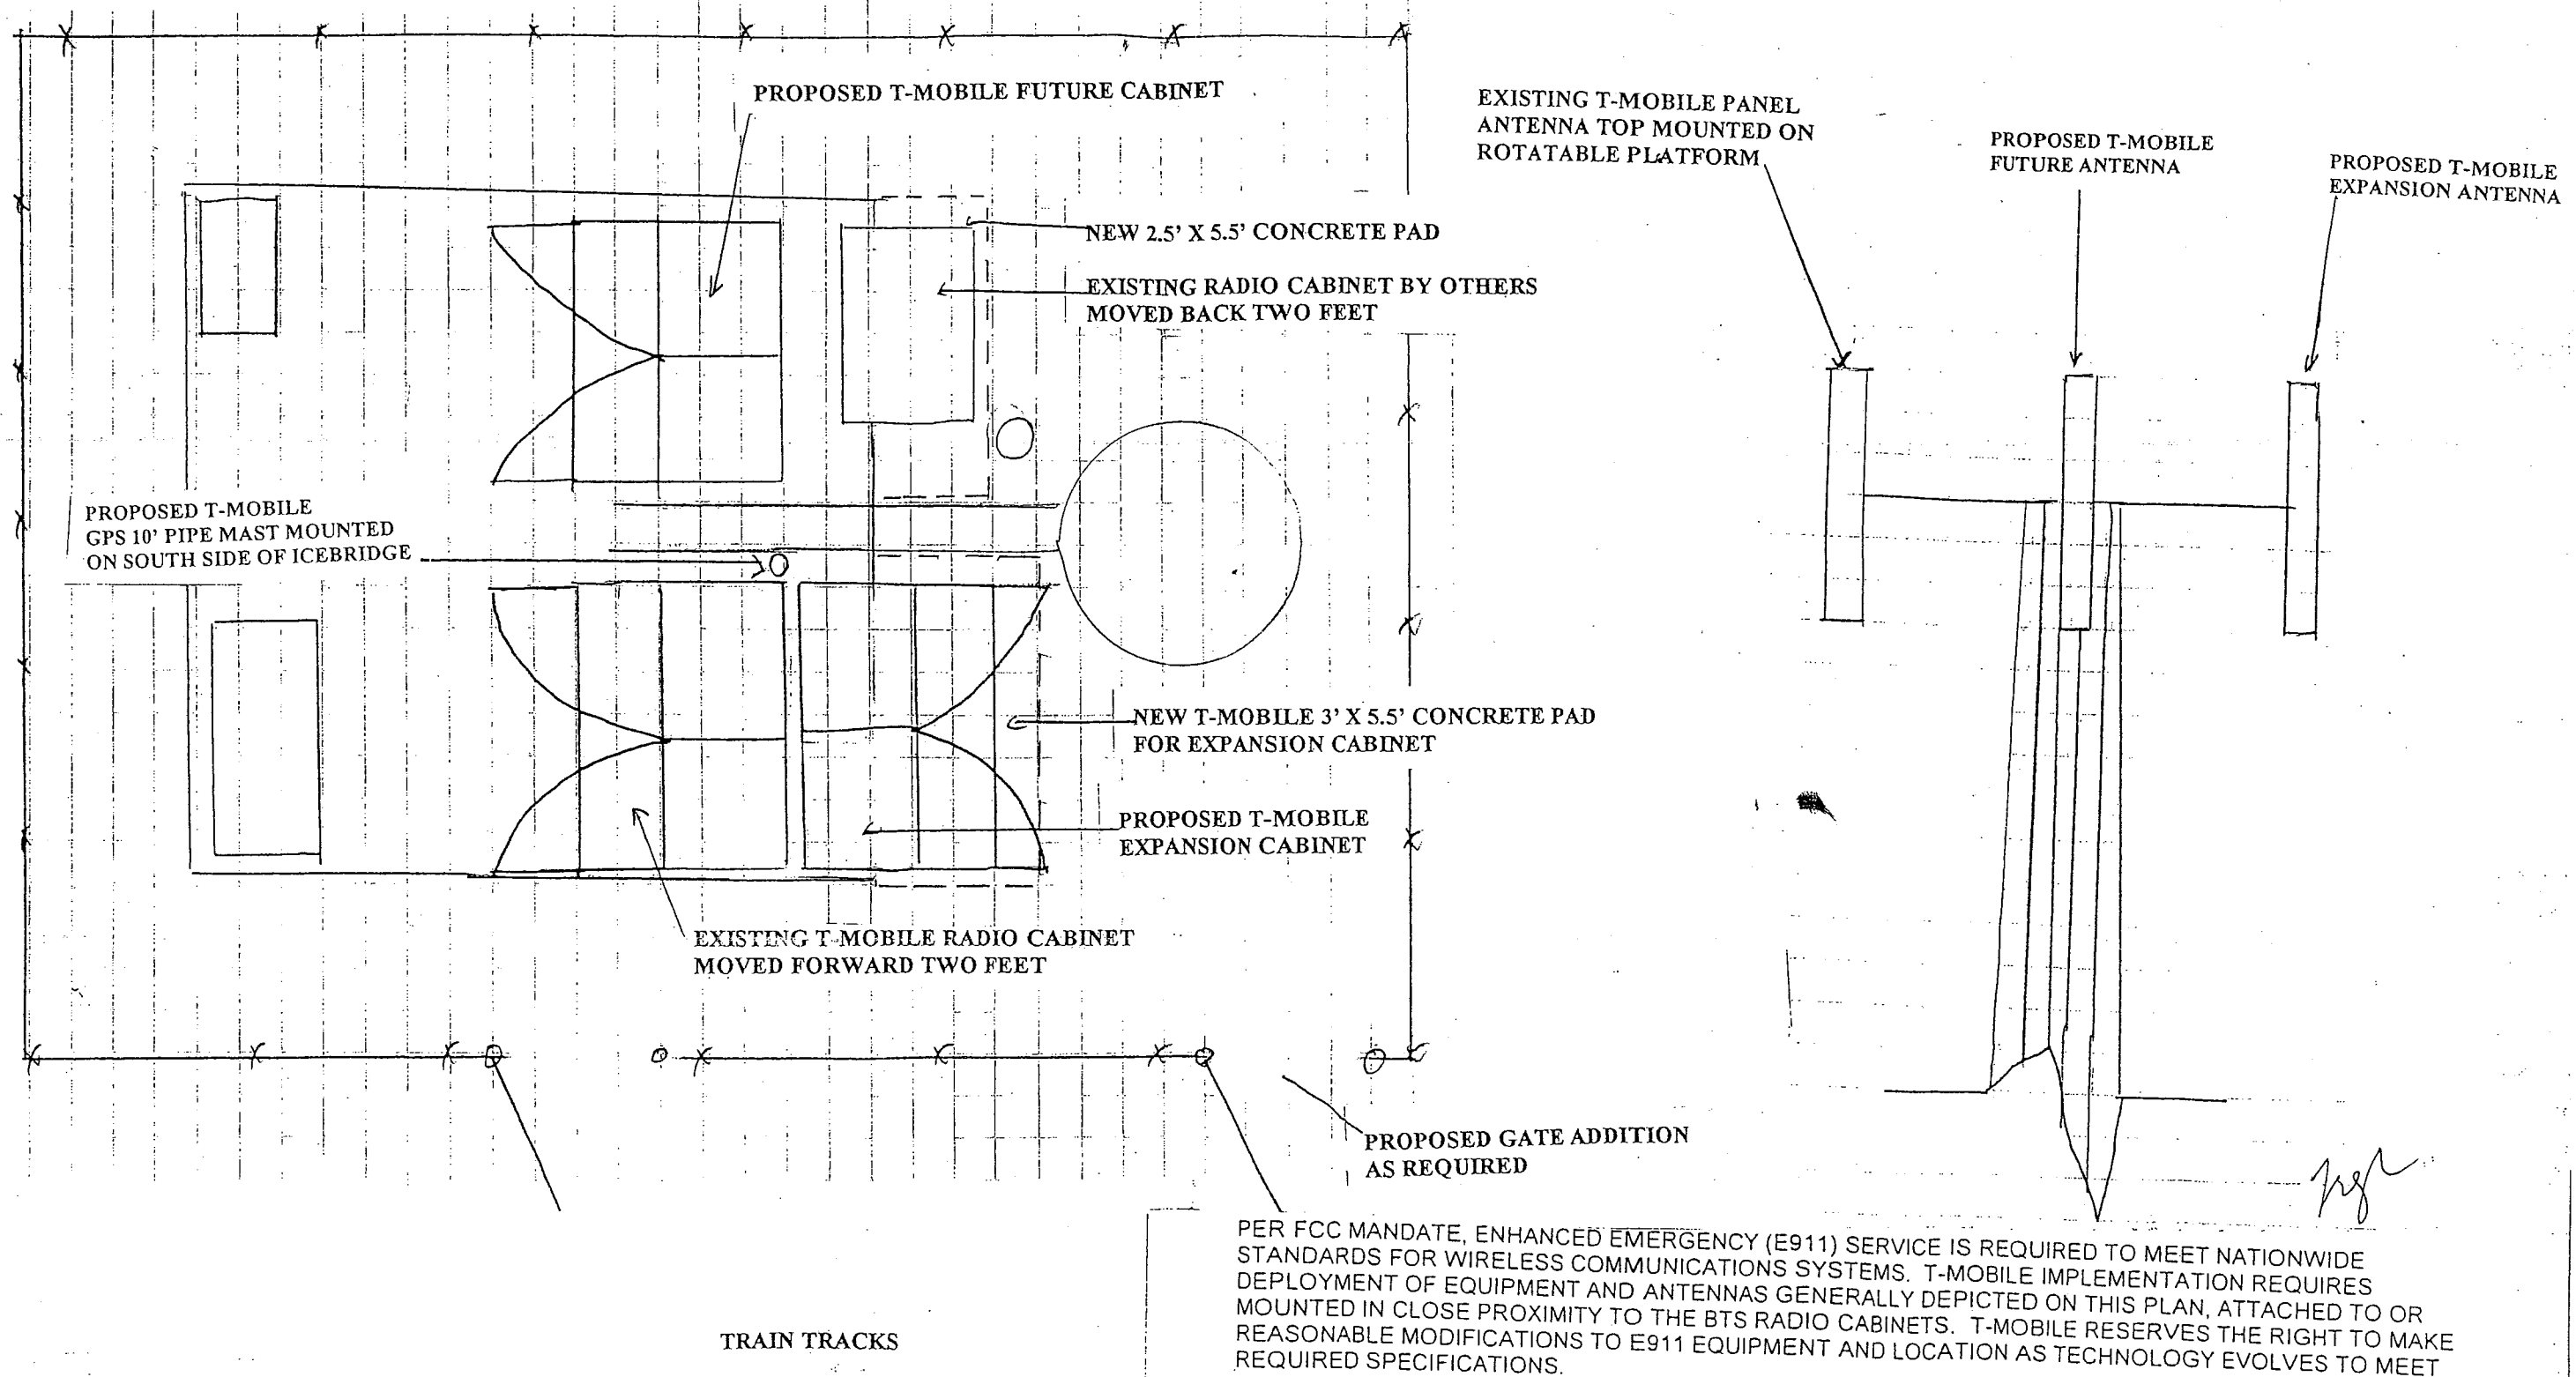 PROPOSED T-MOBILE FUTURE CABINET
EXISTING T-MOBILE PANEL
ANTENNA TOP MOUNTED ON
ROTATABLE PLATFORM
PROPOSED T-MOBILE
FUTURE ANTENNA
PROPOSED T-MOBILE
EXPANSION ANTENNA
NEW 2.5' X 5.5' CONCRETE PAD
EXISTING RADIO CABINET BY OTHERS
MOVED BACK TWO FEET
PROPOSED T-MOBILE
GPS 10' PIPE MAST MOUNTED
ON SOUTH SIDE OF ICEBRIDGE
NEW T-MOBILE 3' X 5.5' CONCRETE PAD
FOR EXPANSION CABINET
PROPOSED T-MOBILE
EXPANSION CABINET
EXISTING T-MOBILE RADIO CABINET
MOVED FORWARD TWO FEET
PROPOSED GATE ADDITION
AS REQUIRED
PER FCC MANDATE, ENHANCED EMERGENCY (E911) SERVICE IS REQUIRED TO MEET NATIONWIDE
STANDARDS FOR WIRELESS COMMUNICATIONS SYSTEMS. T-MOBILE IMPLEMENTATION REQUIRES
DEPLOYMENT OF EQUIPMENT AND ANTENNAS GENERALLY DEPICTED ON THIS PLAN, ATTACHED TO OR
MOUNTED IN CLOSE PROXIMITY TO THE BTS RADIO CABINETS. T-MOBILE RESERVES THE RIGHT TO MAKE
REASONABLE MODIFICATIONS TO E911 EQUIPMENT AND LOCATION AS TECHNOLOGY EVOLVES TO MEET
REQUIRED SPECIFICATIONS.
TRAIN TRACKS